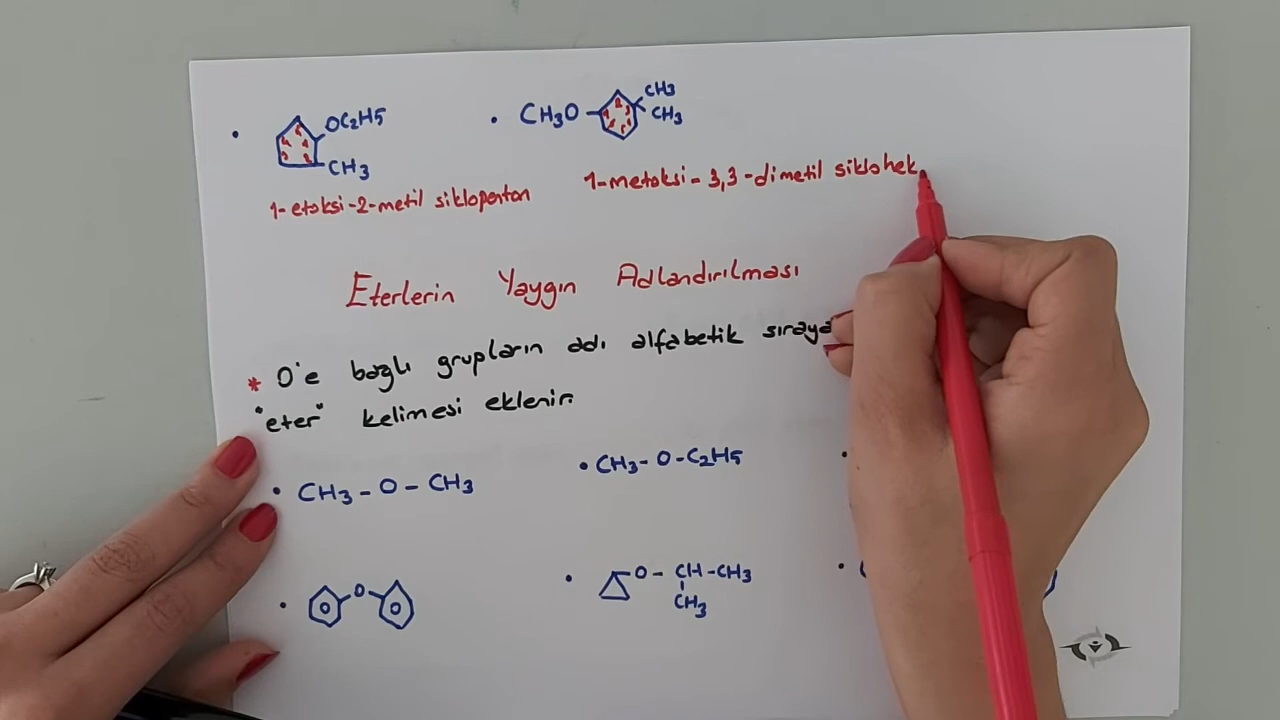 • OC2H5
CH3
• CH3O CH3
CH3
1-etoksi-2-metil siklopentan
1-metoksi-3,3-dimetil siklohek
Eterlerin Yaygın Adlandırılması
* O'e bağlı grupların adı alfabetik sıraya
"eter" kelimesi eklenir.
• CH3-O-CH3
• CH3-O-C2H5
•
• O
• O-CH-CH3
CH3
•